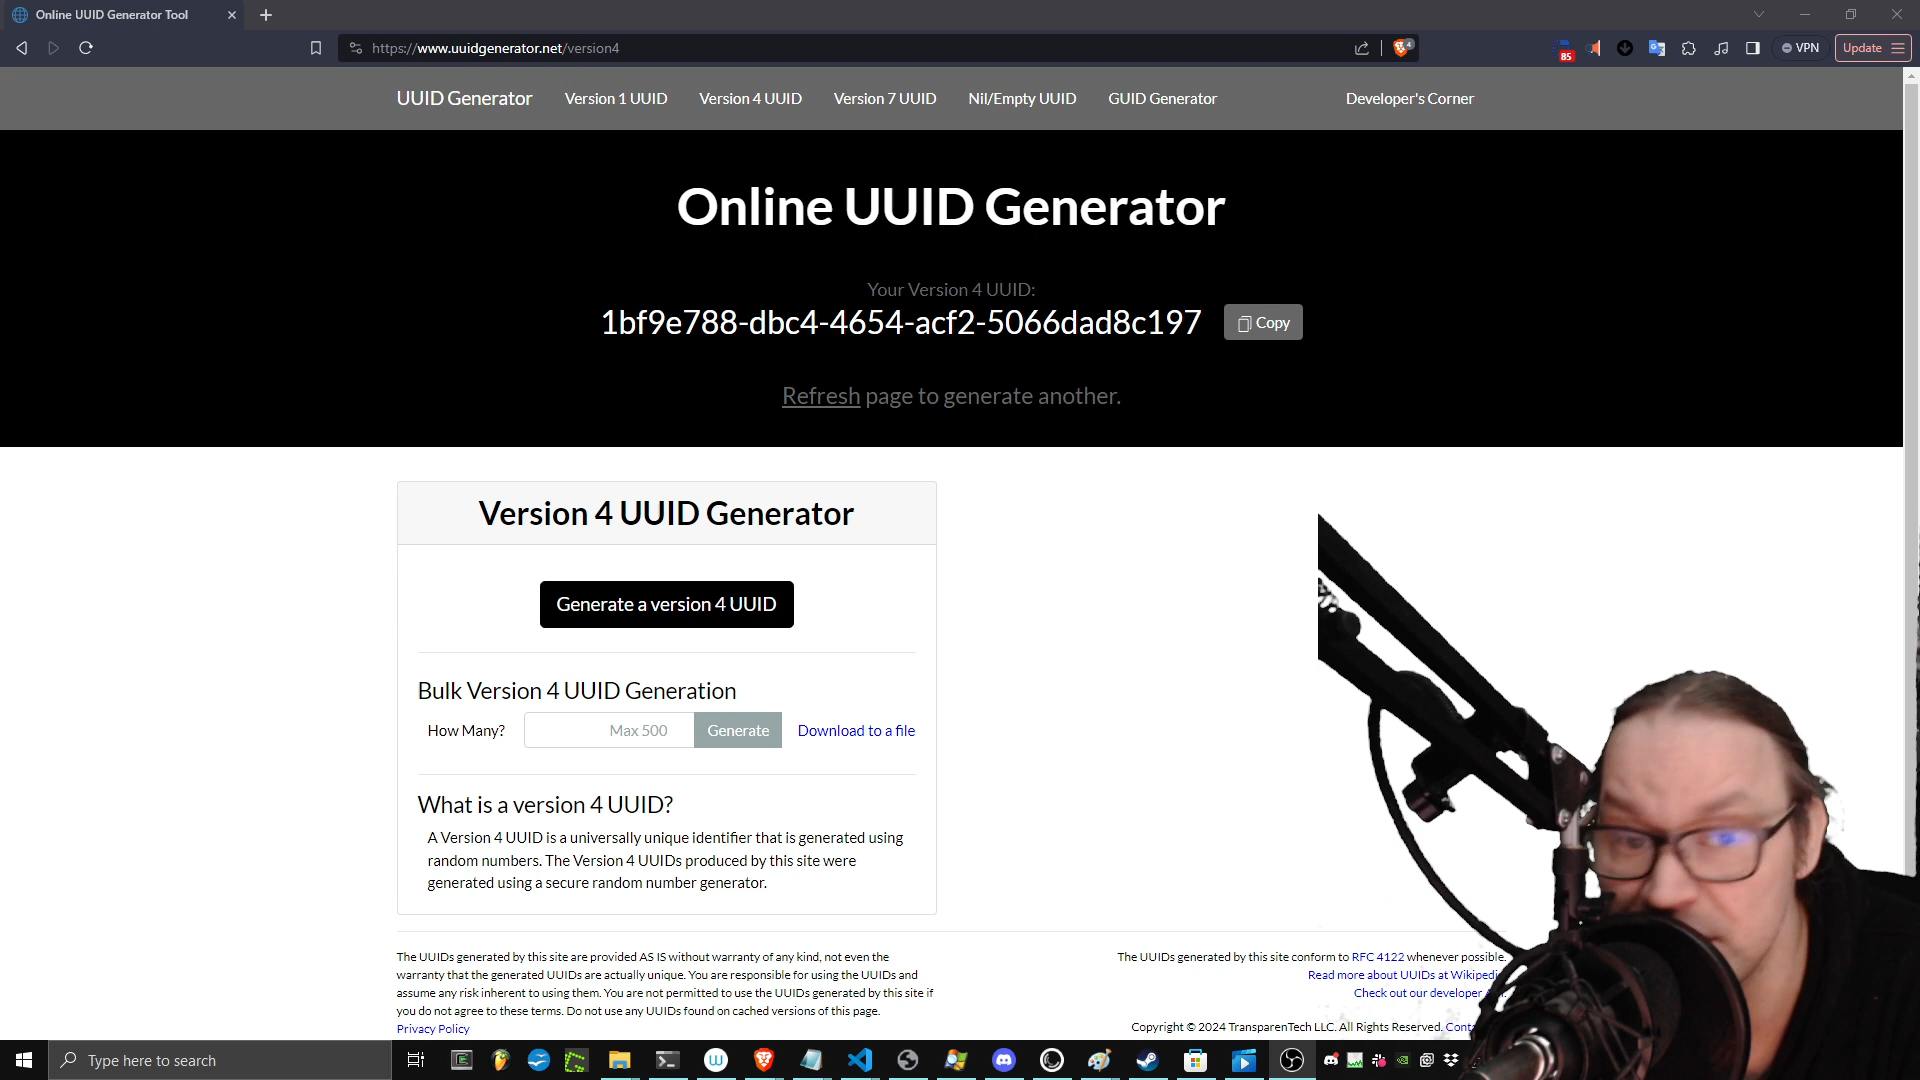 Online UUID Generator Tool
https://www.uuidgenerator.net/version4
4
85
VPN
Update
UUID Generator
Version 1 UUID
Version 4 UUID
Version 7 UUID
Nil/Empty UUID
GUID Generator
Developer's Corner
Online UUID Generator
Your Version 4 UUID:
1bf9e788-dbc4-4654-acf2-5066dad8c197
Copy
Refresh page to generate another.
Version 4 UUID Generator
Generate a version 4 UUID
Bulk Version 4 UUID Generation
How Many?
Max 500
Generate
Download to a file
What is a version 4 UUID?
A Version 4 UUID is a universally unique identifier that is generated using
random numbers. The Version 4 UUIDs produced by this site were
generated using a secure random number generator.
The UUIDs generated by this site are provided AS IS without warranty of any kind, not even the
warranty that the generated UUIDs are actually unique. You are responsible for using the UUIDs and
assume any risk inherent to using them. You are not permitted to use the UUIDs generated by this site if
you do not agree to these terms. Do not use any UUIDs found on cached versions of this page.
Privacy Policy
The UUIDs generated by this site conform to RFC 4122 whenever possible.
Read more about UUIDs at
Check out our developer
Copyright © 2024 TransparenTech LLC. All Rights Reserved.
Type here to search